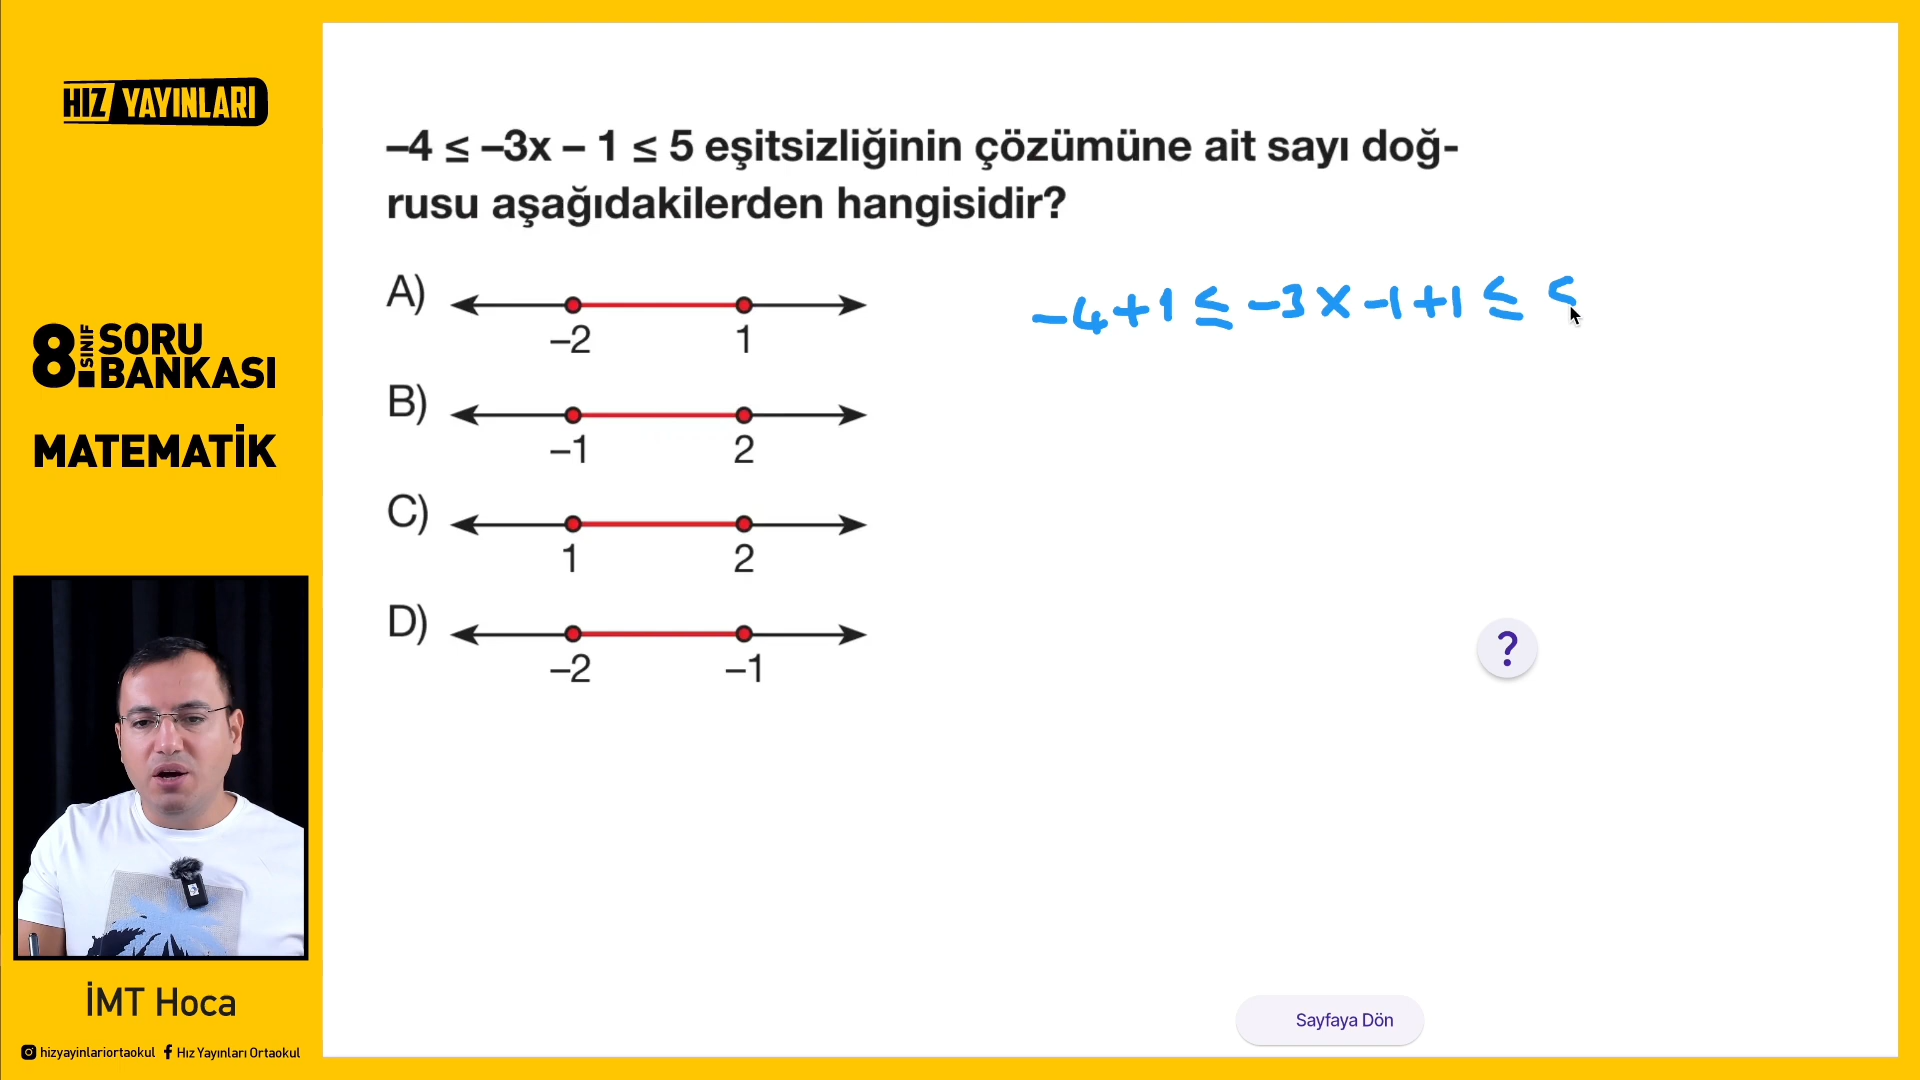 HIZ YAYINLARI
8. SINIF SORU BANKASI
MATEMATİK
–4 ≤ –3x – 1 ≤ 5 eşitsizliğinin çözümüne ait sayı doğ-
rusu aşağıdakilerden hangisidir?
A)
–2 1
B)
–1 2
C)
1 2
D)
–2 –1
-4+1 ≤ -3x-1+1 ≤
?
Sayfaya Dön
İMT Hoca
hizyayinlariortaokul Hız Yayınları Ortaokul